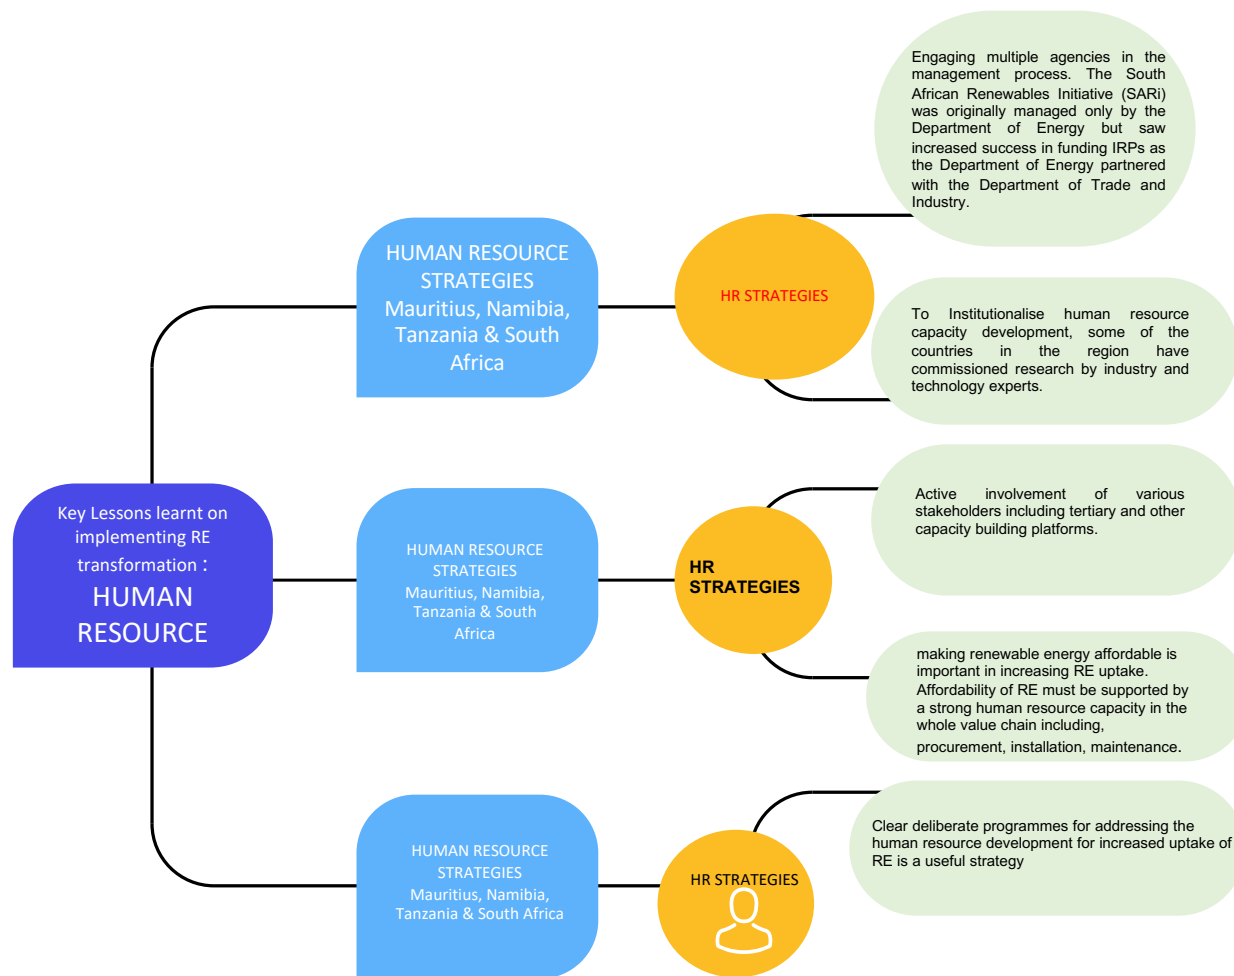 Engaging multiple agencies in the
management process. The South
African Renewables Initiative (SARi)
was originally managed only by the
Department of Energy but saw
increased success in funding IRPs as
the Department of Energy partnered
with the Department of Trade and
Industry.
HUMAN RESOURCE
STRATEGIES
Mauritius, Namibia,
Tanzania & South
Africa
HR STRATEGIES
To Institutionalise human resource
capacity development, some of the
countries in the region have
commissioned research by industry and
technology experts.
Key Lessons learnt on
implementing RE
transformation :
HUMAN
RESOURCE
HUMAN RESOURCE
STRATEGIES
Mauritius, Namibia,
Tanzania & South
Africa
HR
STRATEGIES
Active involvement of various
stakeholders including tertiary and other
capacity building platforms.
making renewable energy affordable is
important in increasing RE uptake.
Affordability of RE must be supported by
a strong human resource capacity in the
whole value chain including,
procurement, installation, maintenance.
HUMAN RESOURCE
STRATEGIES
Mauritius, Namibia,
Tanzania & South Africa
HR STRATEGIES
Clear deliberate programmes for addressing the
human resource development for increased uptake of
RE is a useful strategy